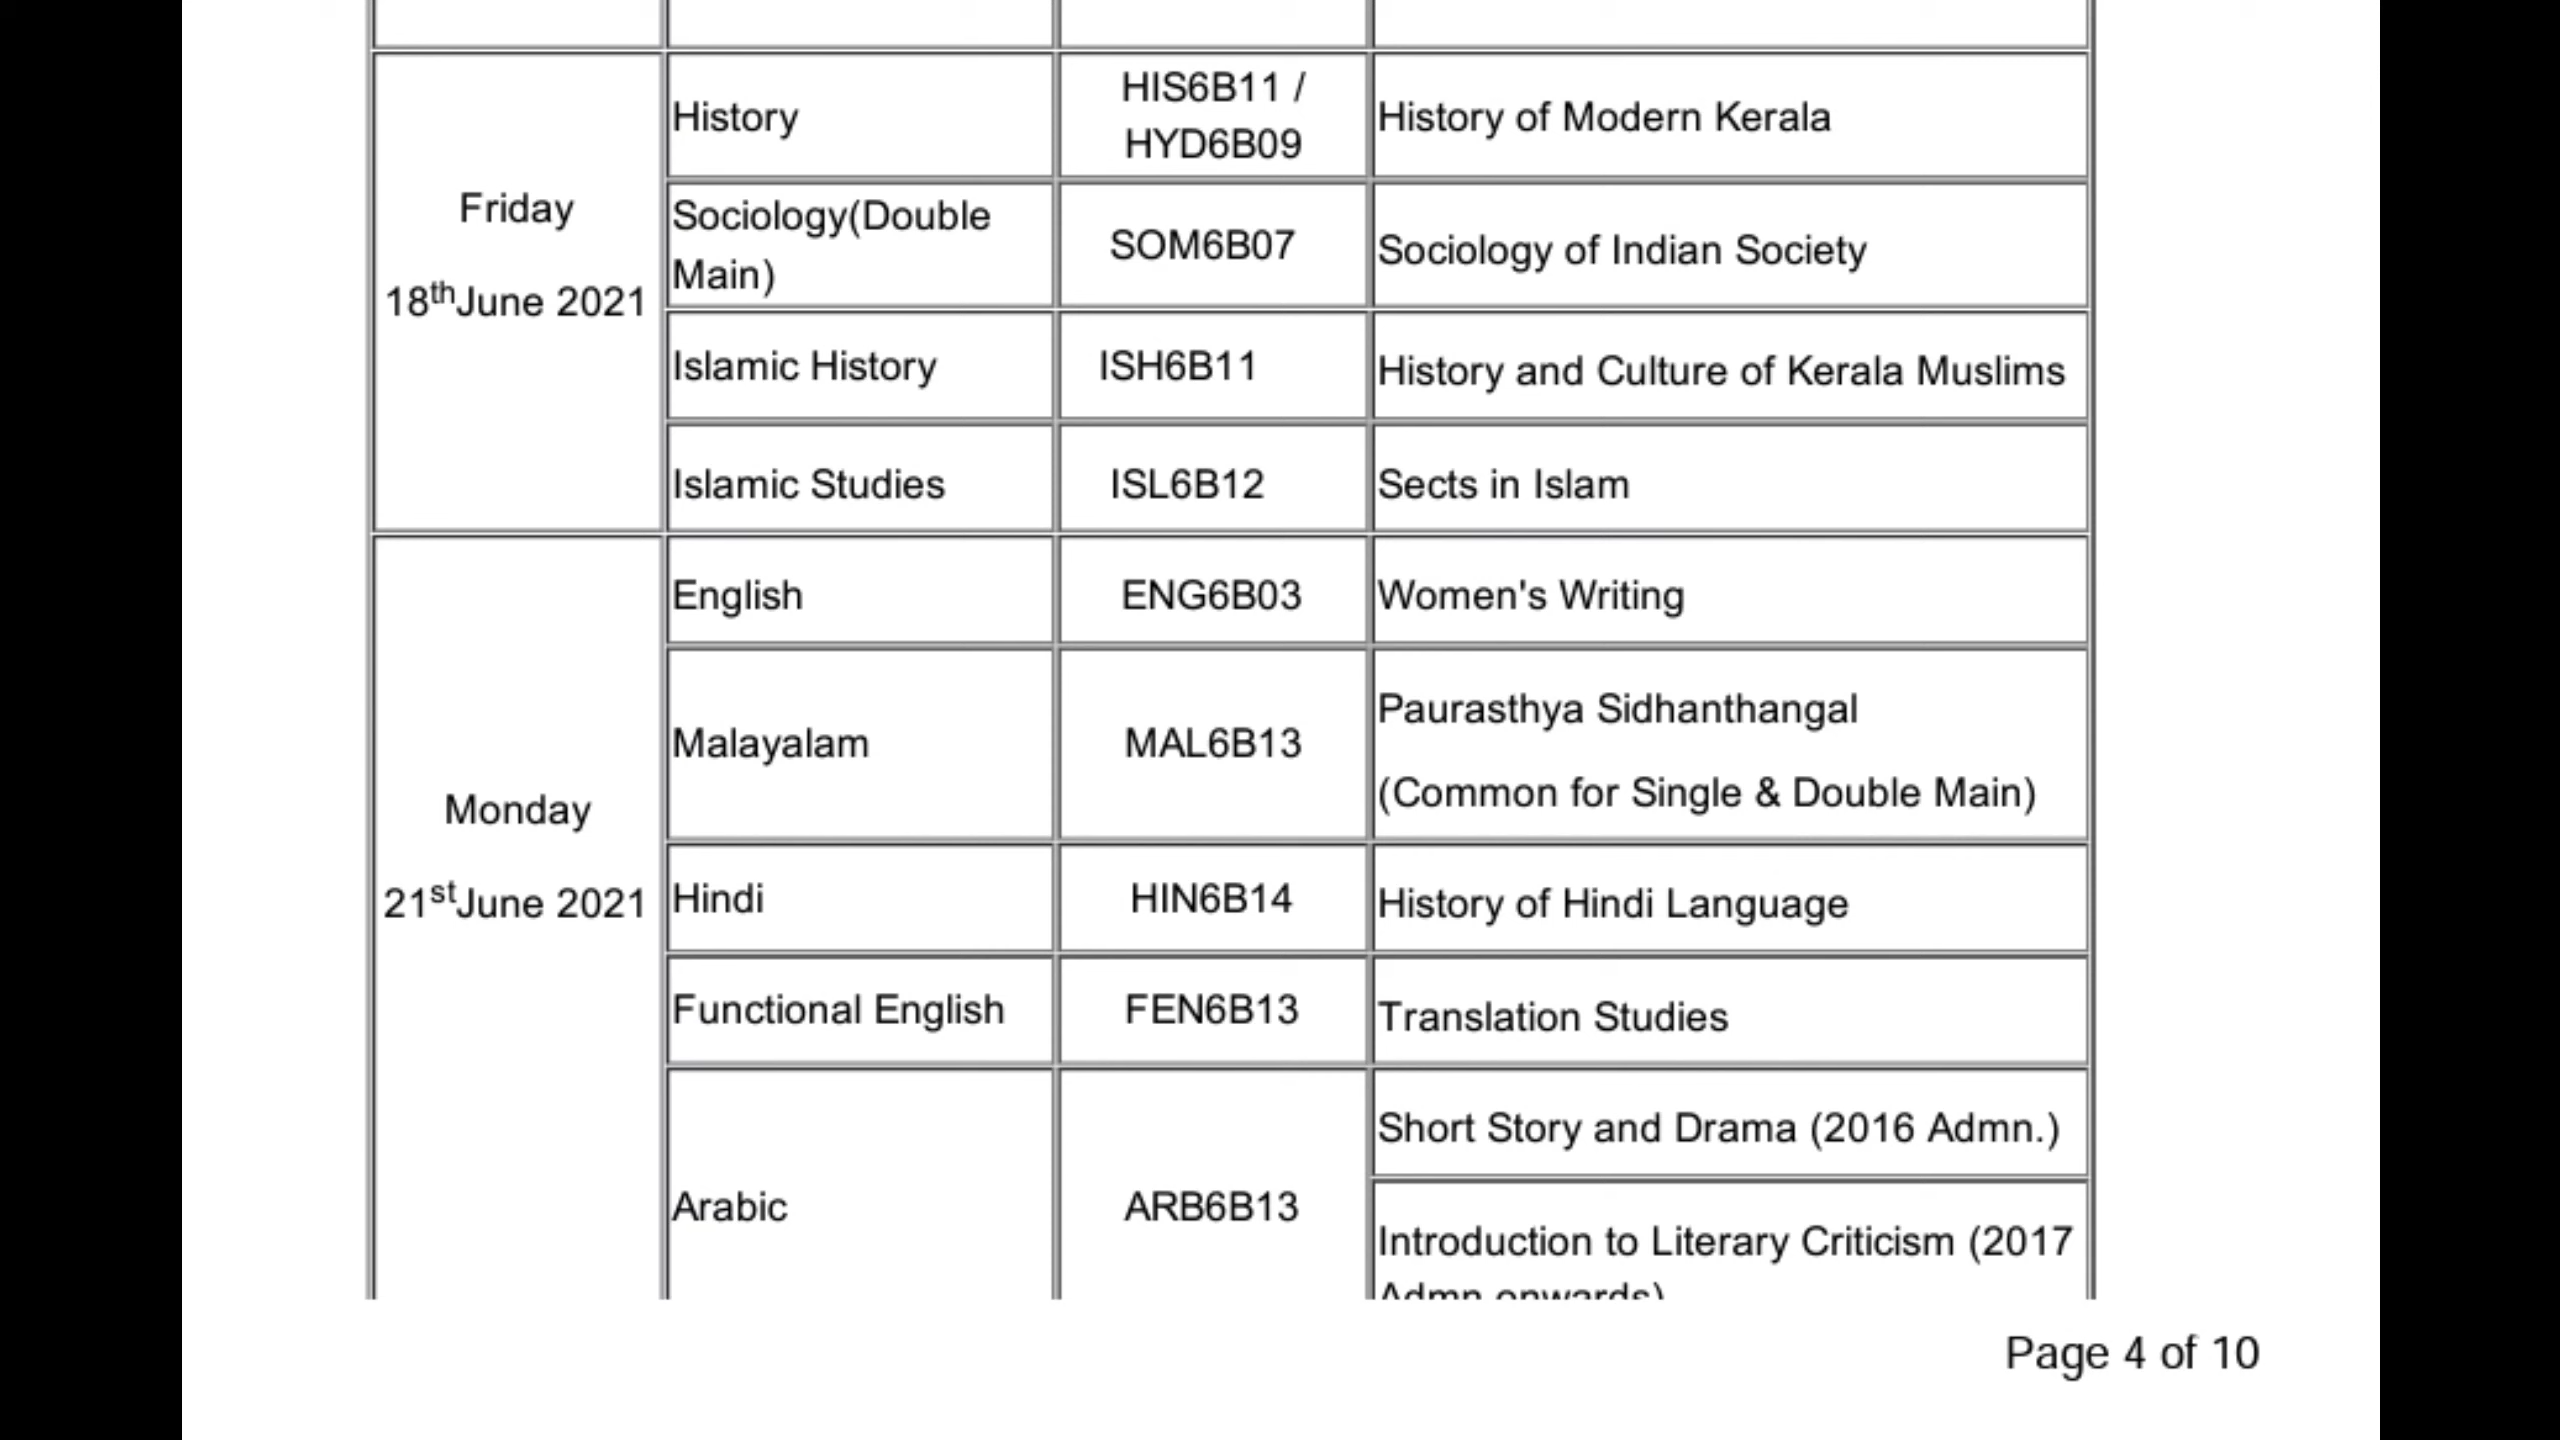 History
HIS6B11 /
HYD6B09
History of Modern Kerala
Friday
18thJune 2021
Sociology(Double
Main)
SOM6B07
Sociology of Indian Society
Islamic History
ISH6B11
History and Culture of Kerala Muslims
Islamic Studies
ISL6B12
Sects in Islam
Monday
21stJune 2021
English
ENG6B03
Women's Writing
Malayalam
MAL6B13
Paurasthya Sidhanthangal
(Common for Single & Double Main)
Hindi
HIN6B14
History of Hindi Language
Functional English
FEN6B13
Translation Studies
Arabic
ARB6B13
Short Story and Drama (2016 Admn.)
Introduction to Literary Criticism (2017
Admn onwards)
Page 4 of 10